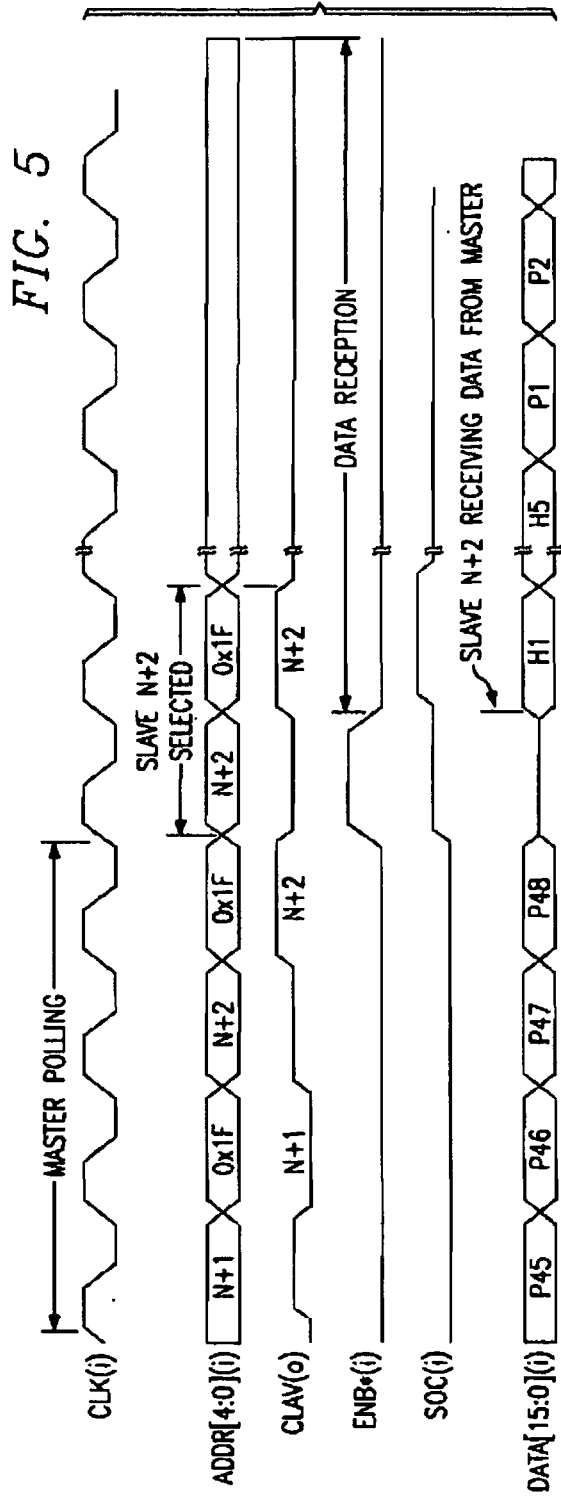 FIG. 5
MASTER POLLING
CLK(i)
SLAVE N+2
SELECTED
ADDR[4:0](i)
N+1
0x1F
N+2
0x1F
N+2
0x1F
CLAV(o)
N+1
N+2
N+2
DATA RECEPTION
ENB*(i)
SOC(i)
SLAVE N+2 RECEIVING DATA FROM MASTER
DATA[15:0](i)
P45
P46
P47
P48
H1
H5
P1
P2